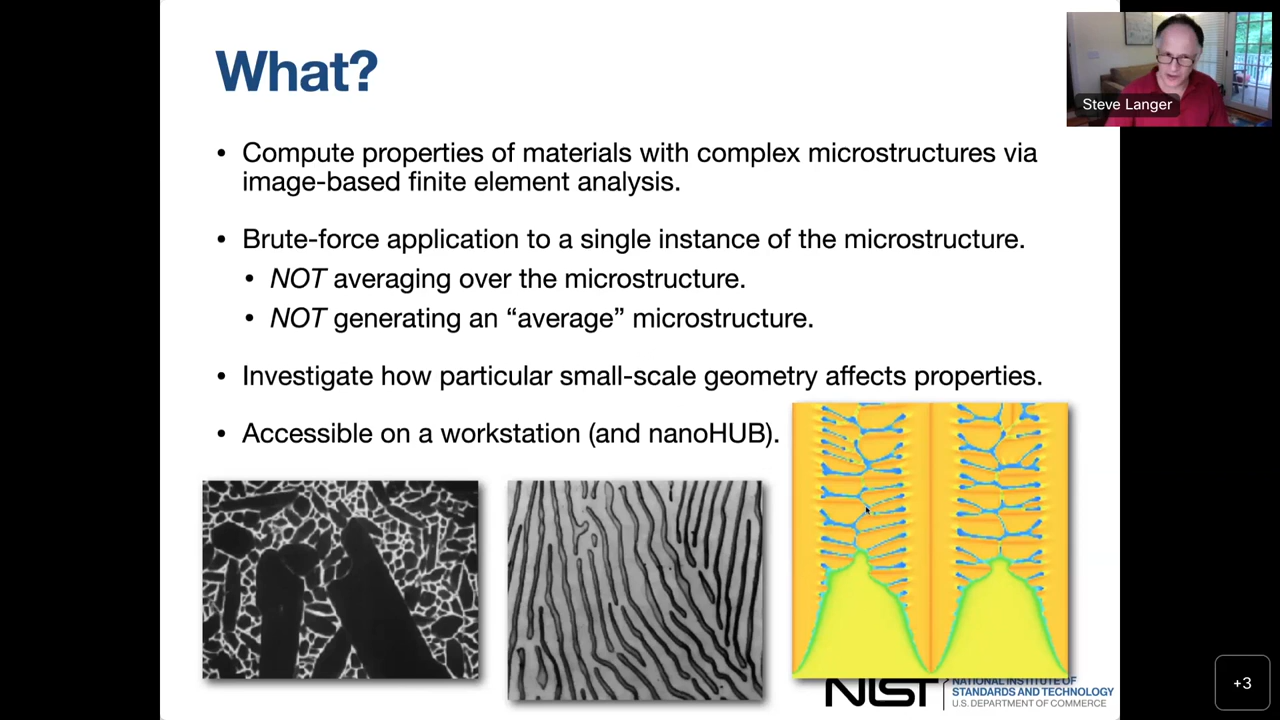 What?
Steve Langer
• Compute properties of materials with complex microstructures via
image-based finite element analysis.
• Brute-force application to a single instance of the microstructure.
• NOT averaging over the microstructure.
• NOT generating an “average” microstructure.
• Investigate how particular small-scale geometry affects properties.
• Accessible on a workstation (and nanoHUB).
NIST
NATIONAL INSTITUTE OF
STANDARDS AND TECHNOLOGY
U.S. DEPARTMENT OF COMMERCE
+3